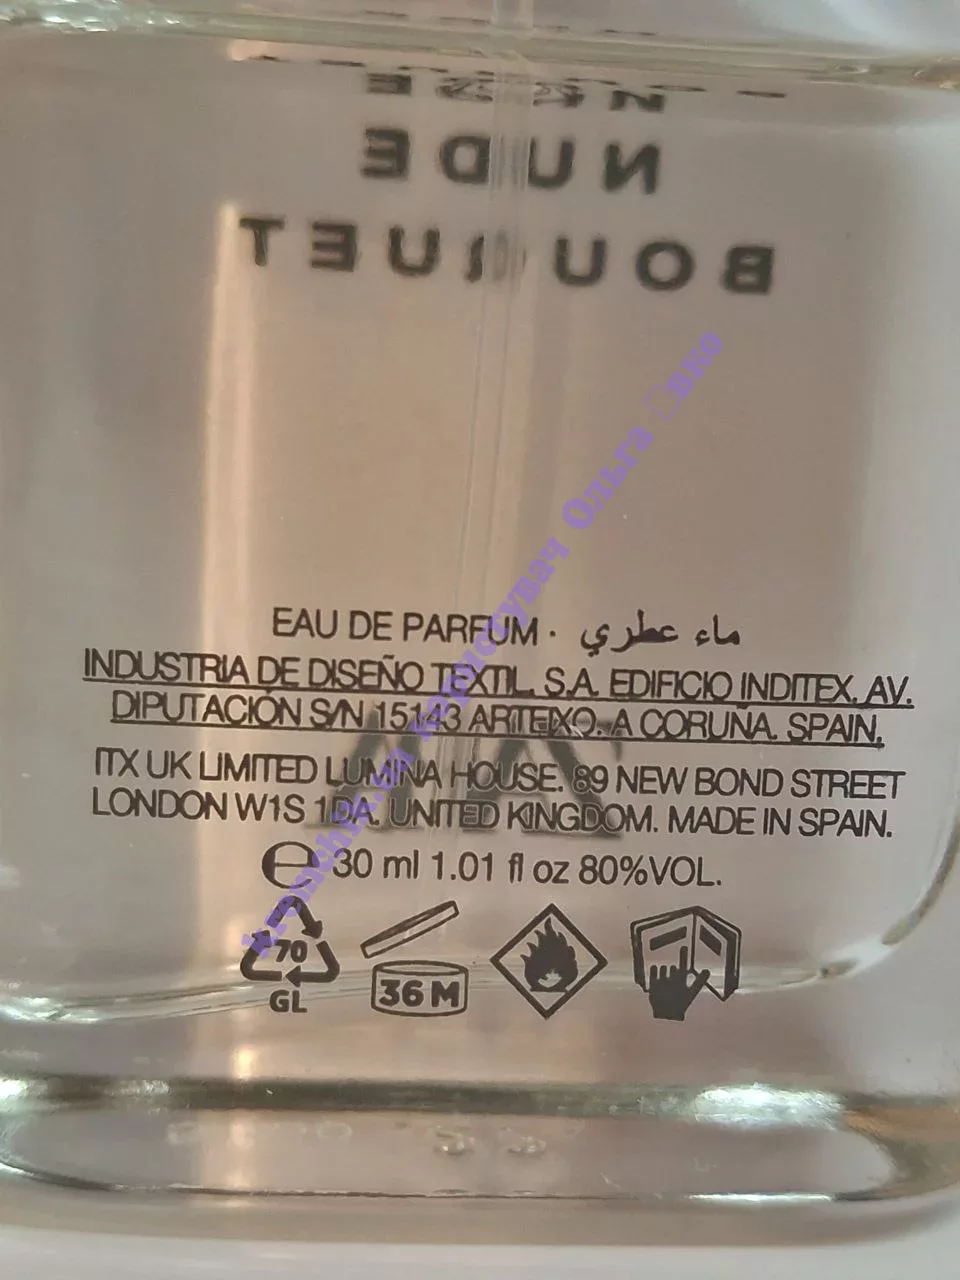 NUDE
BOUQUET
EAU DE PARFUM · ماء عطري
INDUSTRIA DE DISEÑO TEXTIL, S.A. EDIFICIO INDITEX, AV.
DIPUTACIÓN S/N 15143 ARTEIXO. A CORUÑA. SPAIN.
ITX UK LIMITED LUMINA HOUSE. 89 NEW BOND STREET
LONDON W1S 1DA. UNITED KINGDOM. MADE IN SPAIN.
e 30 ml 1.01 fl oz 80%VOL.
70
GL
36 M
користувач Ольга